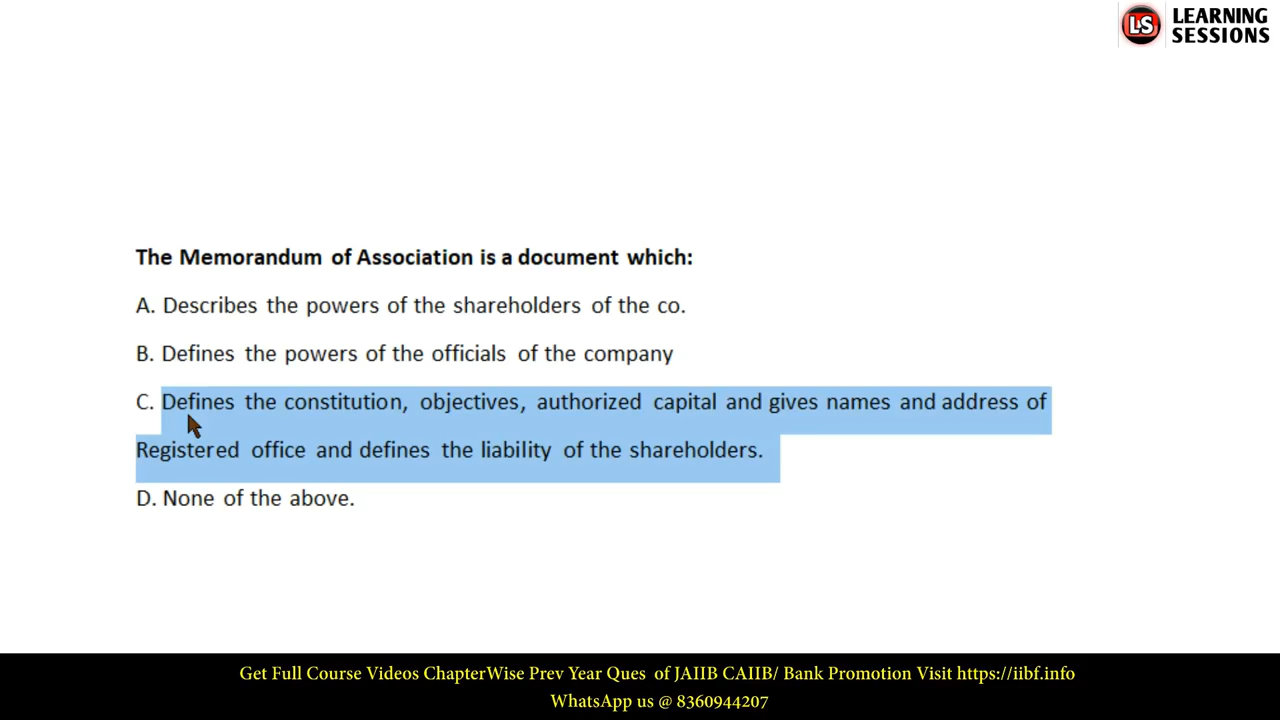 LS
LEARNING
SESSIONS
The Memorandum of Association is a document which:
A. Describes the powers of the shareholders of the co.
B. Defines the powers of the officials of the company
C. Defines the constitution, objectives, authorized capital and gives names and address of
Registered office and defines the liability of the shareholders.
D. None of the above.
Get Full Course Videos ChapterWise Prev Year Ques of JAIIB CAIIB/ Bank Promotion Visit https://iibf.info
WhatsApp us @ 8360944207